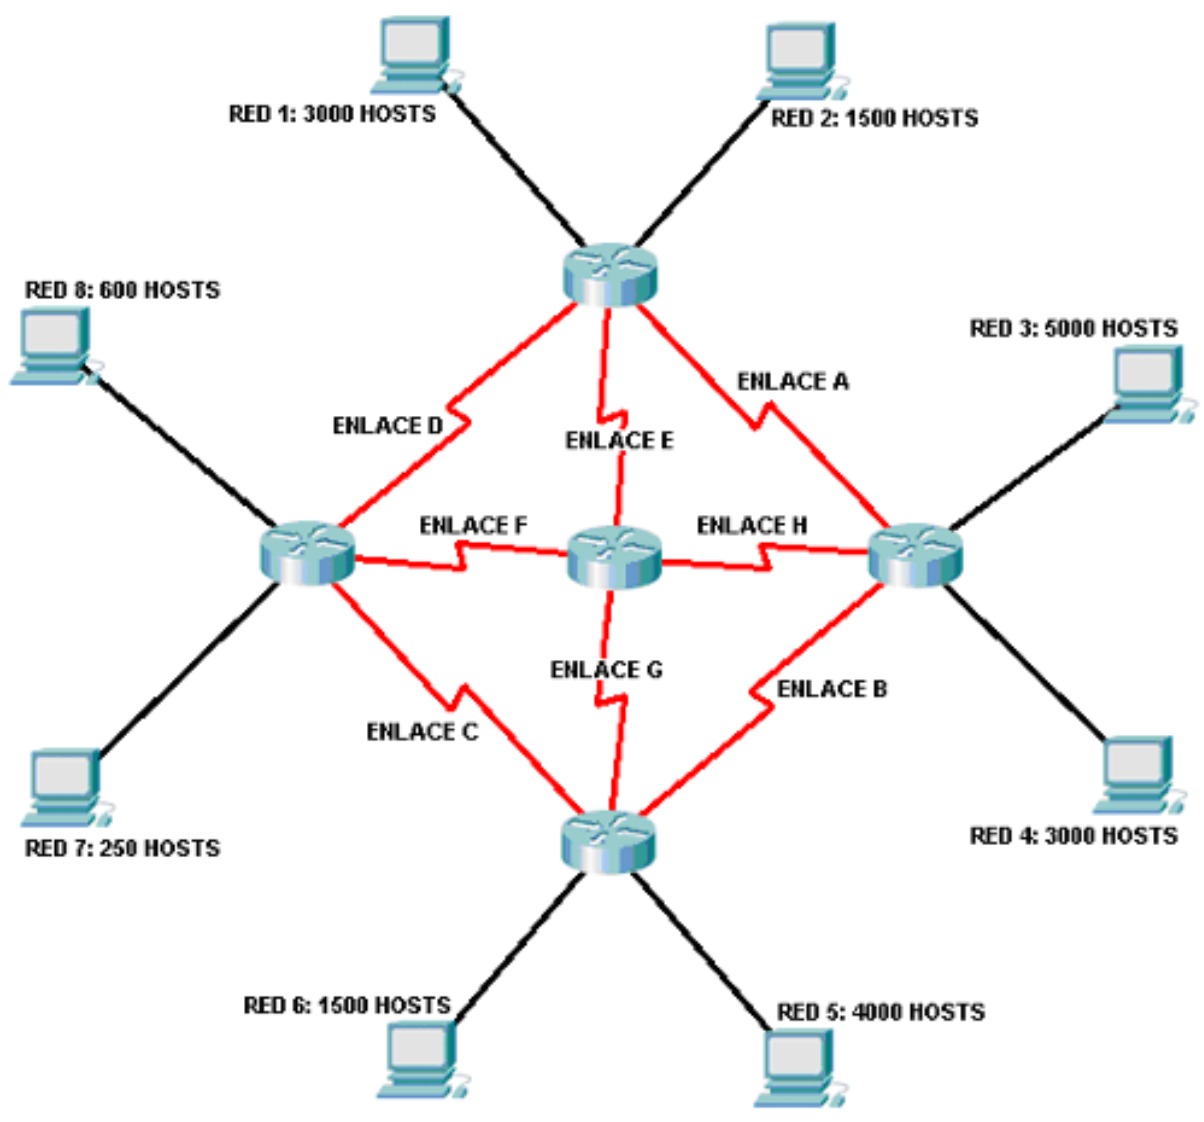 RED 1: 3000 HOSTS
RED 2: 1500 HOSTS
RED 8: 600 HOSTS
RED 3: 5000 HOSTS
ENLACE A
ENLACE D
ENLACE E
ENLACE F
ENLACE H
ENLACE G
ENLACE B
ENLACE C
RED 4: 3000 HOSTS
RED 7: 250 HOSTS
RED 6: 1500 HOSTS
RED 5: 4000 HOSTS